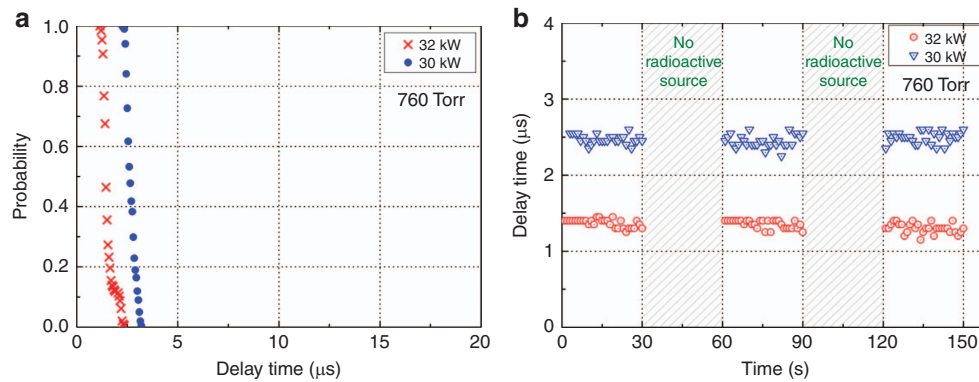 a
1.0
0.8
0.6
0.4
0.2
0.0
Probability
0
5
10
15
20
Delay time (μs)
32 kW
30 kW
760 Torr
b
4
3
2
1
0
Delay time (μs)
0
30
60
90
120
150
Time (s)
No
radioactive
source
No
radioactive
source
32 kW
30 kW
760 Torr